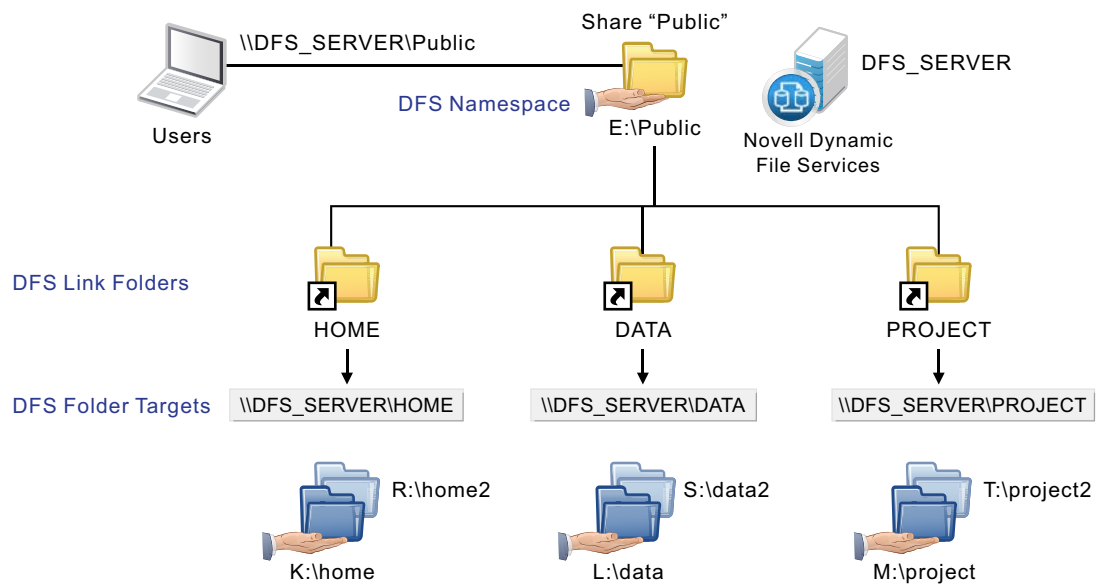 Share “Public”
\\DFS_SERVER\Public
DFS_SERVER
DFS Namespace
Users
E:\Public
Novell Dynamic
File Services
DFS Link Folders
HOME
DATA
PROJECT
DFS Folder Targets
\\DFS_SERVER\HOME
\\DFS_SERVER\DATA
\\DFS_SERVER\PROJECT
R:\home2
S:\data2
T:\project2
K:\home
L:\data
M:\project